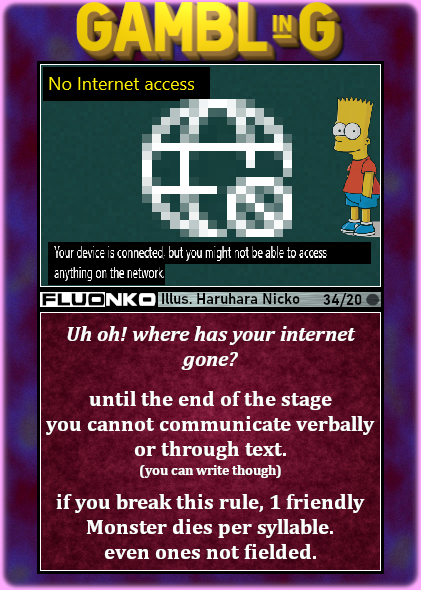 GAMBLINGG
No Internet access
Your device is connected, but you might not be able to access
anything on the network.
FLUONKO Illus. Haruhara Nicko 34/20
Uh oh! where has your internet
gone?
until the end of the stage
you cannot communicate verbally
or through text.
(you can write though)
if you break this rule, 1 friendly
Monster dies per syllable.
even ones not fielded.